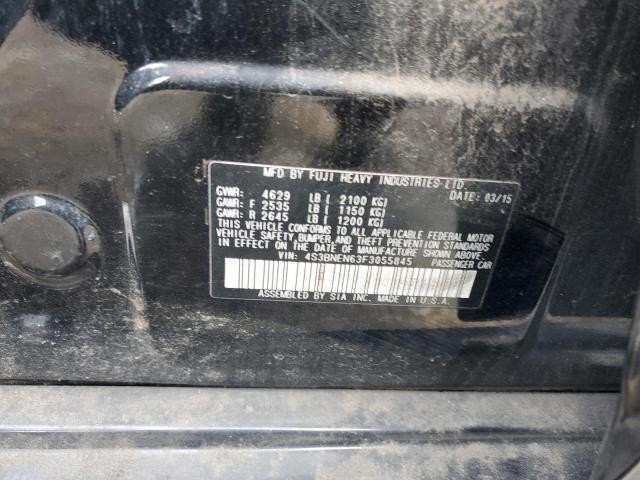 MFD BY FUJI HEAVY INDUSTRIES LTD.
DATE: 03/15
GVWR: 4629 LB ( 2100 KG)
GAWR: F 2535 LB ( 1150 KG)
GAWR: R 2645 LB ( 1200 KG)
THIS VEHICLE CONFORMS TO ALL APPLICABLE FEDERAL MOTOR
VEHICLE SAFETY, BUMPER, AND THEFT PREVENTION STANDARDS
IN EFFECT ON THE DATE OF MANUFACTURE SHOWN ABOVE.
VIN: 4S3BNEN63F3055845
PASSENGER CAR
ASSEMBLED BY SIA INC. MADE IN U.S.A.